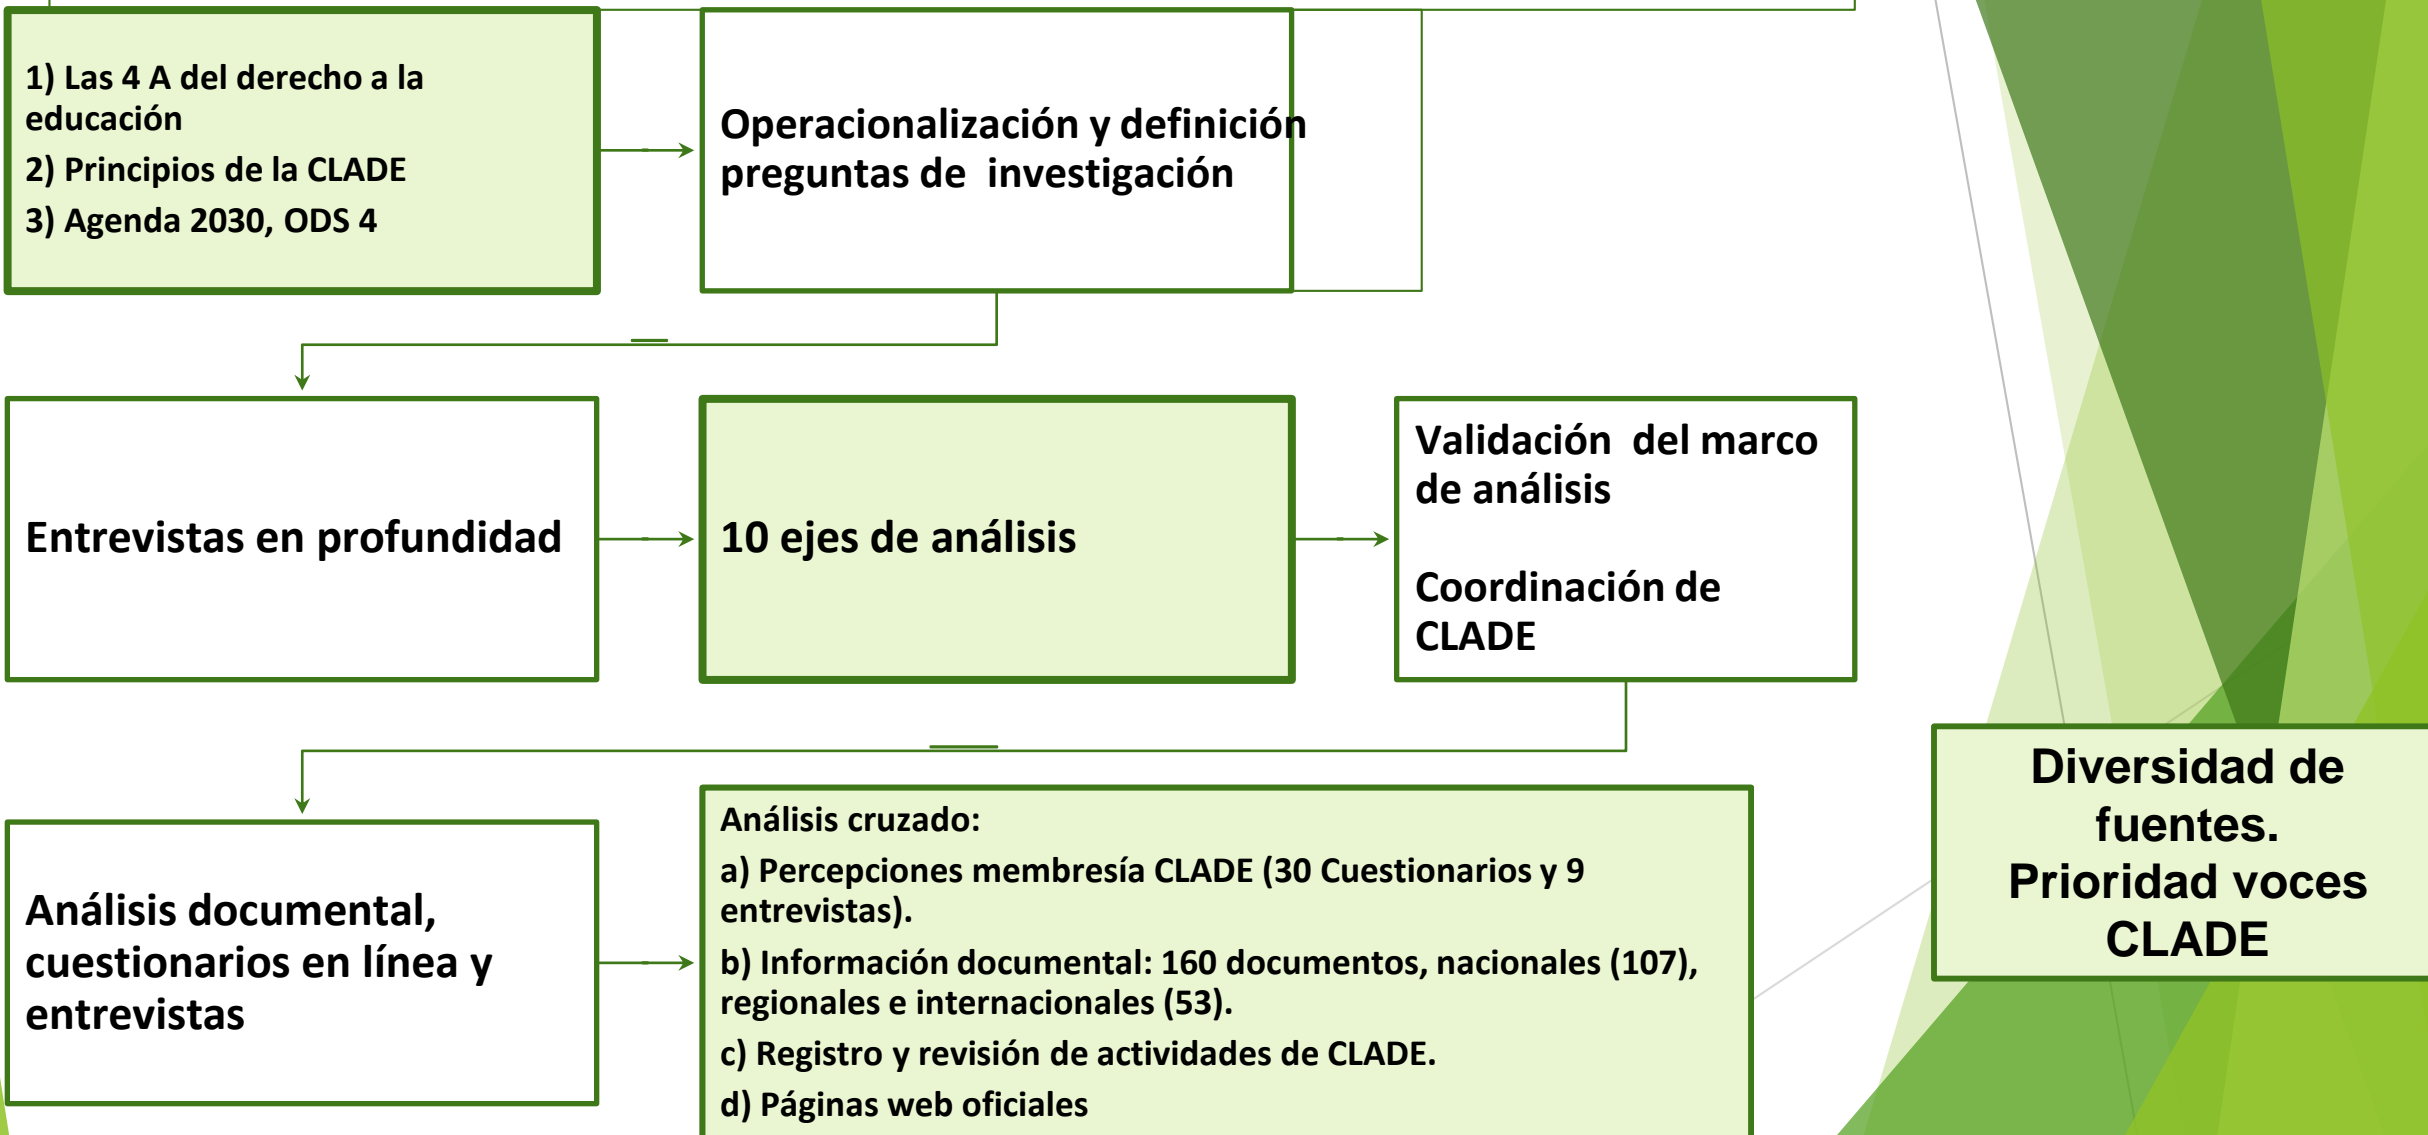 1) Las 4 A del derecho a la
educación
2) Principios de la CLADE
3) Agenda 2030, ODS 4
Operacionalización y definición
preguntas de investigación
Entrevistas en profundidad
10 ejes de análisis
Validación del marco
de análisis
Coordinación de
CLADE
Análisis documental,
cuestionarios en línea y
entrevistas
Análisis cruzado:
a) Percepciones membresía CLADE (30 Cuestionarios y 9
entrevistas).
b) Información documental: 160 documentos, nacionales (107),
regionales e internacionales (53).
c) Registro y revisión de actividades de CLADE.
d) Páginas web oficiales
Diversidad de
fuentes.
Prioridad voces
CLADE